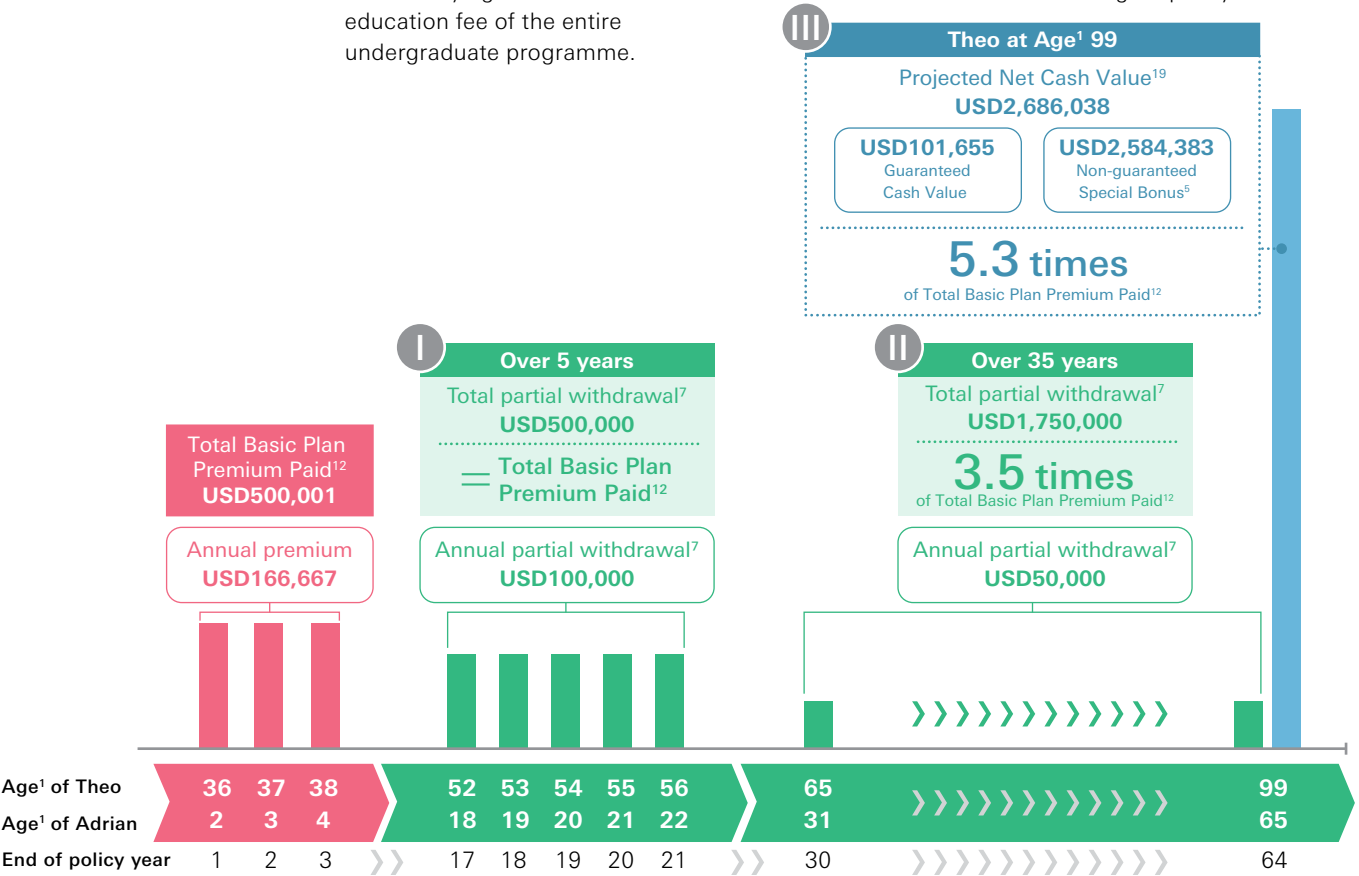 education fee of the entire
undergraduate programme.
III
Theo at Age¹ 99
Projected Net Cash Value¹⁹
USD2,686,038
USD101,655
Guaranteed
Cash Value
USD2,584,383
Non-guaranteed
Special Bonus⁵
5.3 times
of Total Basic Plan Premium Paid¹²
I
Over 5 years
Total partial withdrawal⁷
USD500,000
= Total Basic Plan
Premium Paid¹²
Annual partial withdrawal⁷
USD100,000
II
Over 35 years
Total partial withdrawal⁷
USD1,750,000
3.5 times
of Total Basic Plan Premium Paid¹²
Annual partial withdrawal⁷
USD50,000
Total Basic Plan
Premium Paid¹²
USD500,001
Annual premium
USD166,667
Age¹ of Theo 36 37 38 52 53 54 55 56 65 99
Age¹ of Adrian 2 3 4 18 19 20 21 22 31 65
End of policy year 1 2 3 17 18 19 20 21 30 64